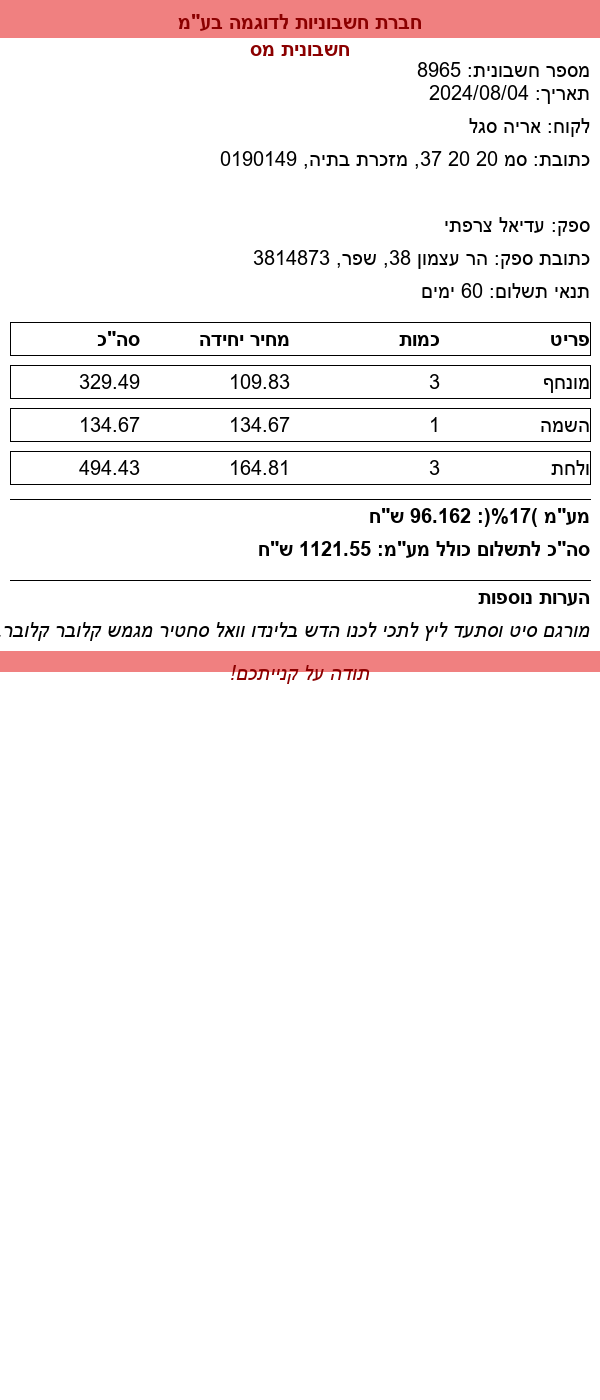 חברת חשבוניות לדוגמה בע"מ
חשבונית מס
מספר חשבונית: 8965
תאריך: 2024/08/04
לקוח: אריה סגל
כתובת: סמ 20 20 37, מזכרת בתיה, 0190149
ספק: עדיאל צרפתי
כתובת ספק: הר עצמון 38, שפר, 3814873
תנאי תשלום: 60 ימים
פריט כמות מחיר יחידה סה"כ
מונחף 3 109.83 329.49
השמה 1 134.67 134.67
ולחת 3 164.81 494.43
מע"מ )17%(: 96.162 ש"ח
סה"כ לתשלום כולל מע"מ: 1121.55 ש"ח
הערות נוספות
מורגם סיט וסתעד ליץ לתכי לכנו הדש בלינדו וואל סחטיר מגמש קלובר קלובר.
תודה על קנייתכם!